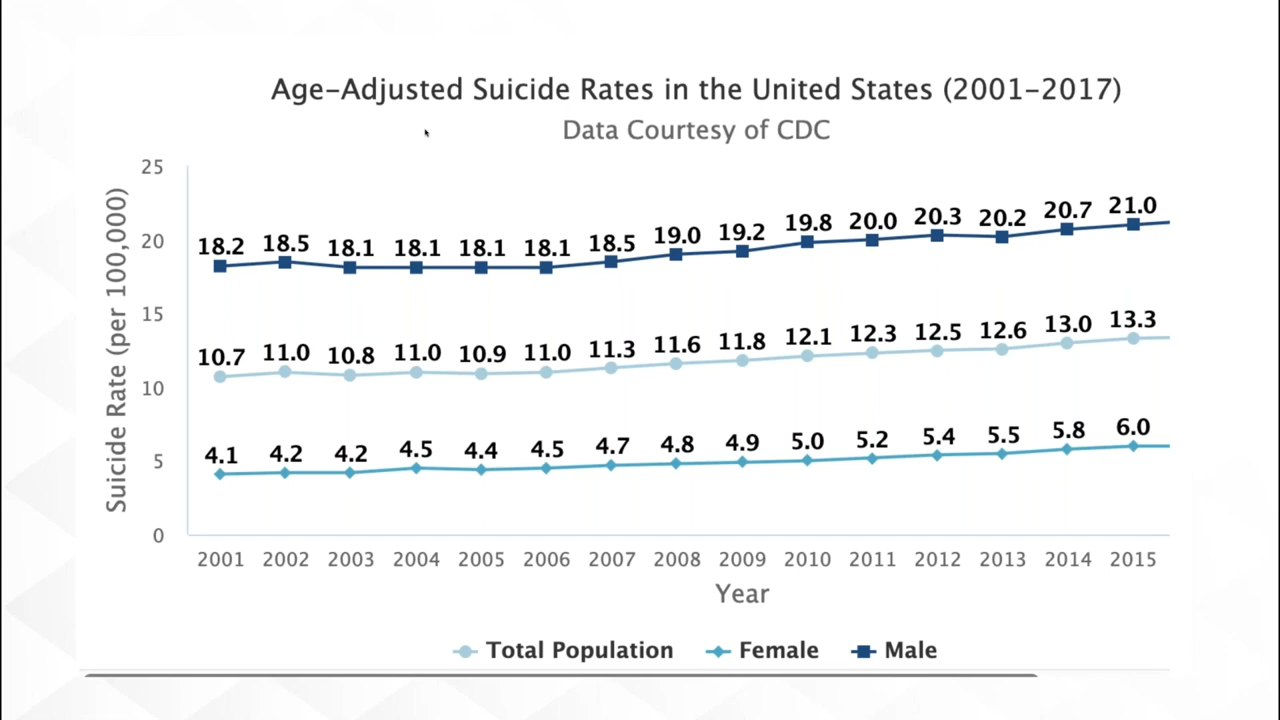 Age-Adjusted Suicide Rates in the United States (2001-2017)
Data Courtesy of CDC
Suicide Rate (per 100,000)
25
20
15
10
5
0
18.2 18.5 18.1 18.1 18.1 18.1 18.5 19.0 19.2 19.8 20.0 20.3 20.2 20.7 21.0
10.7 11.0 10.8 11.0 10.9 11.0 11.3 11.6 11.8 12.1 12.3 12.5 12.6 13.0 13.3
4.1 4.2 4.2 4.5 4.4 4.5 4.7 4.8 4.9 5.0 5.2 5.4 5.5 5.8 6.0
2001 2002 2003 2004 2005 2006 2007 2008 2009 2010 2011 2012 2013 2014 2015
Year
Total Population Female Male